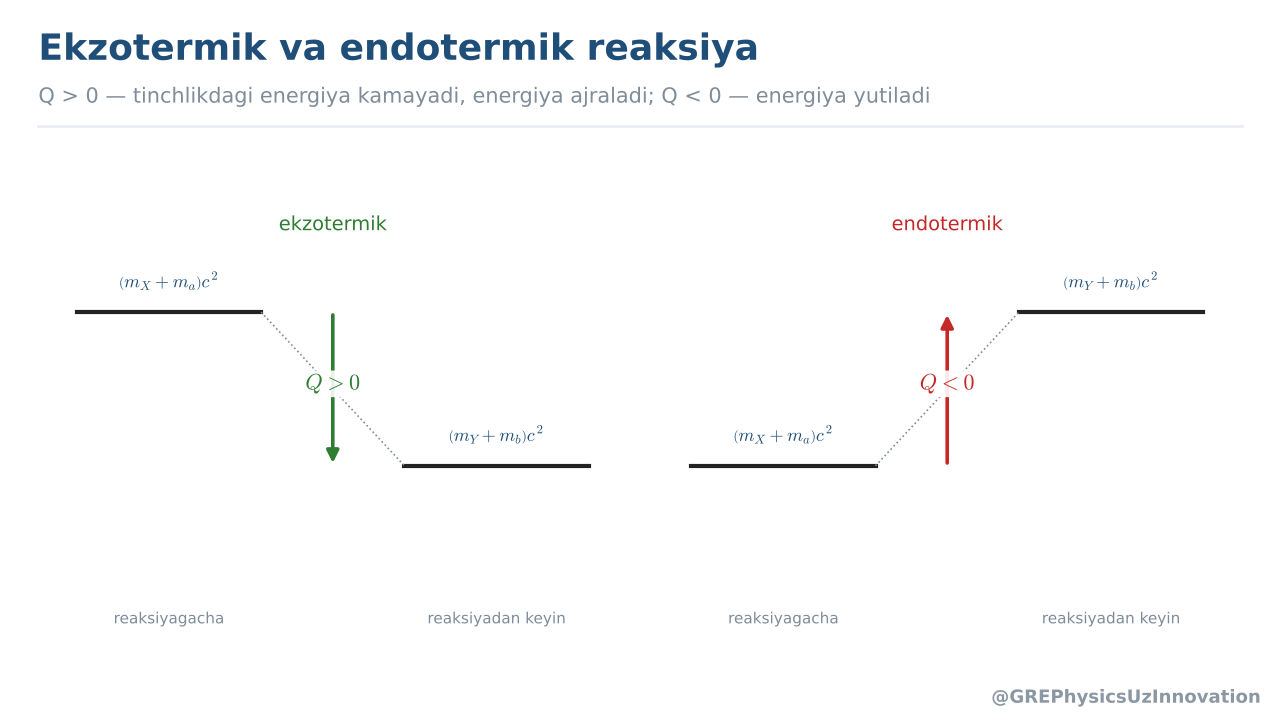 Ekzotermik va endotermik reaksiya
Q > 0 — tinchlikdagi energiya kamayadi, energiya ajraladi; Q < 0 — energiya yutiladi
ekzotermik
endotermik
(m_X + m_a)c^2
(m_Y + m_b)c^2
Q > 0
Q < 0
(m_Y + m_b)c^2
(m_X + m_a)c^2
reaksiyagacha
reaksiyadan keyin
reaksiyagacha
reaksiyadan keyin
@GREPhysicsUzInnovation